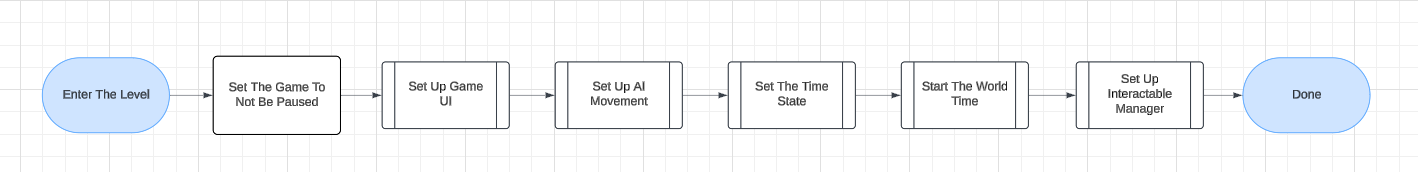 Enter The Level
Set The Game To
Not Be Paused
Set Up Game
UI
Set Up AI
Movement
Set The Time
State
Start The World
Time
Set Up
Interactable
Manager
Done